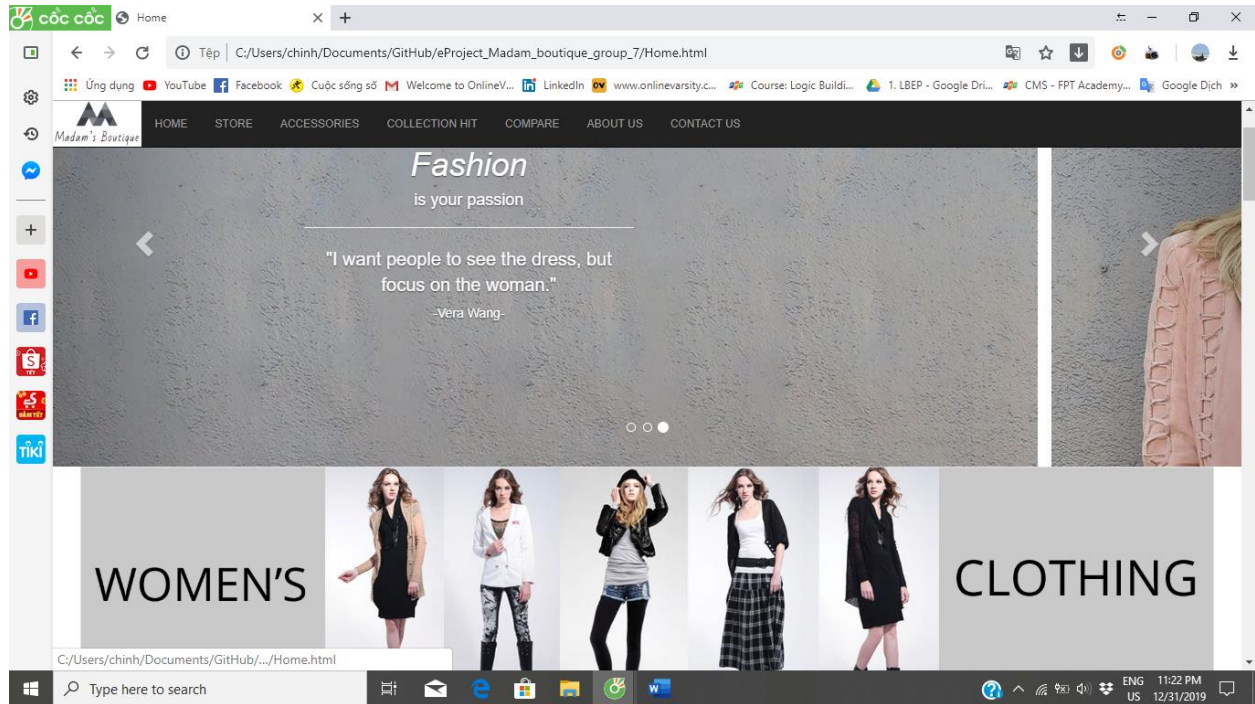 cốc cốc Home
Tệp | C:/Users/chinh/Documents/GitHub/eProject_Madam_boutique_group_7/Home.html
Ứng dụng YouTube Facebook Cuộc sống số Welcome to OnlineV... LinkedIn www.onlinevarsity.c... Course: Logic Buildi... 1. LBEP - Google Dri... CMS - FPT Academy... Google Dịch »
Madam's Boutique HOME STORE ACCESSORIES COLLECTION HIT COMPARE ABOUT US CONTACT US
Fashion
is your passion
"I want people to see the dress, but
focus on the woman."
-Vera Wang-
TẾT
TIKI
WOMEN'S CLOTHING
C:/Users/chinh/Documents/GitHub/.../Home.html
Type here to search
ENG 11:22 PM
US 12/31/2019